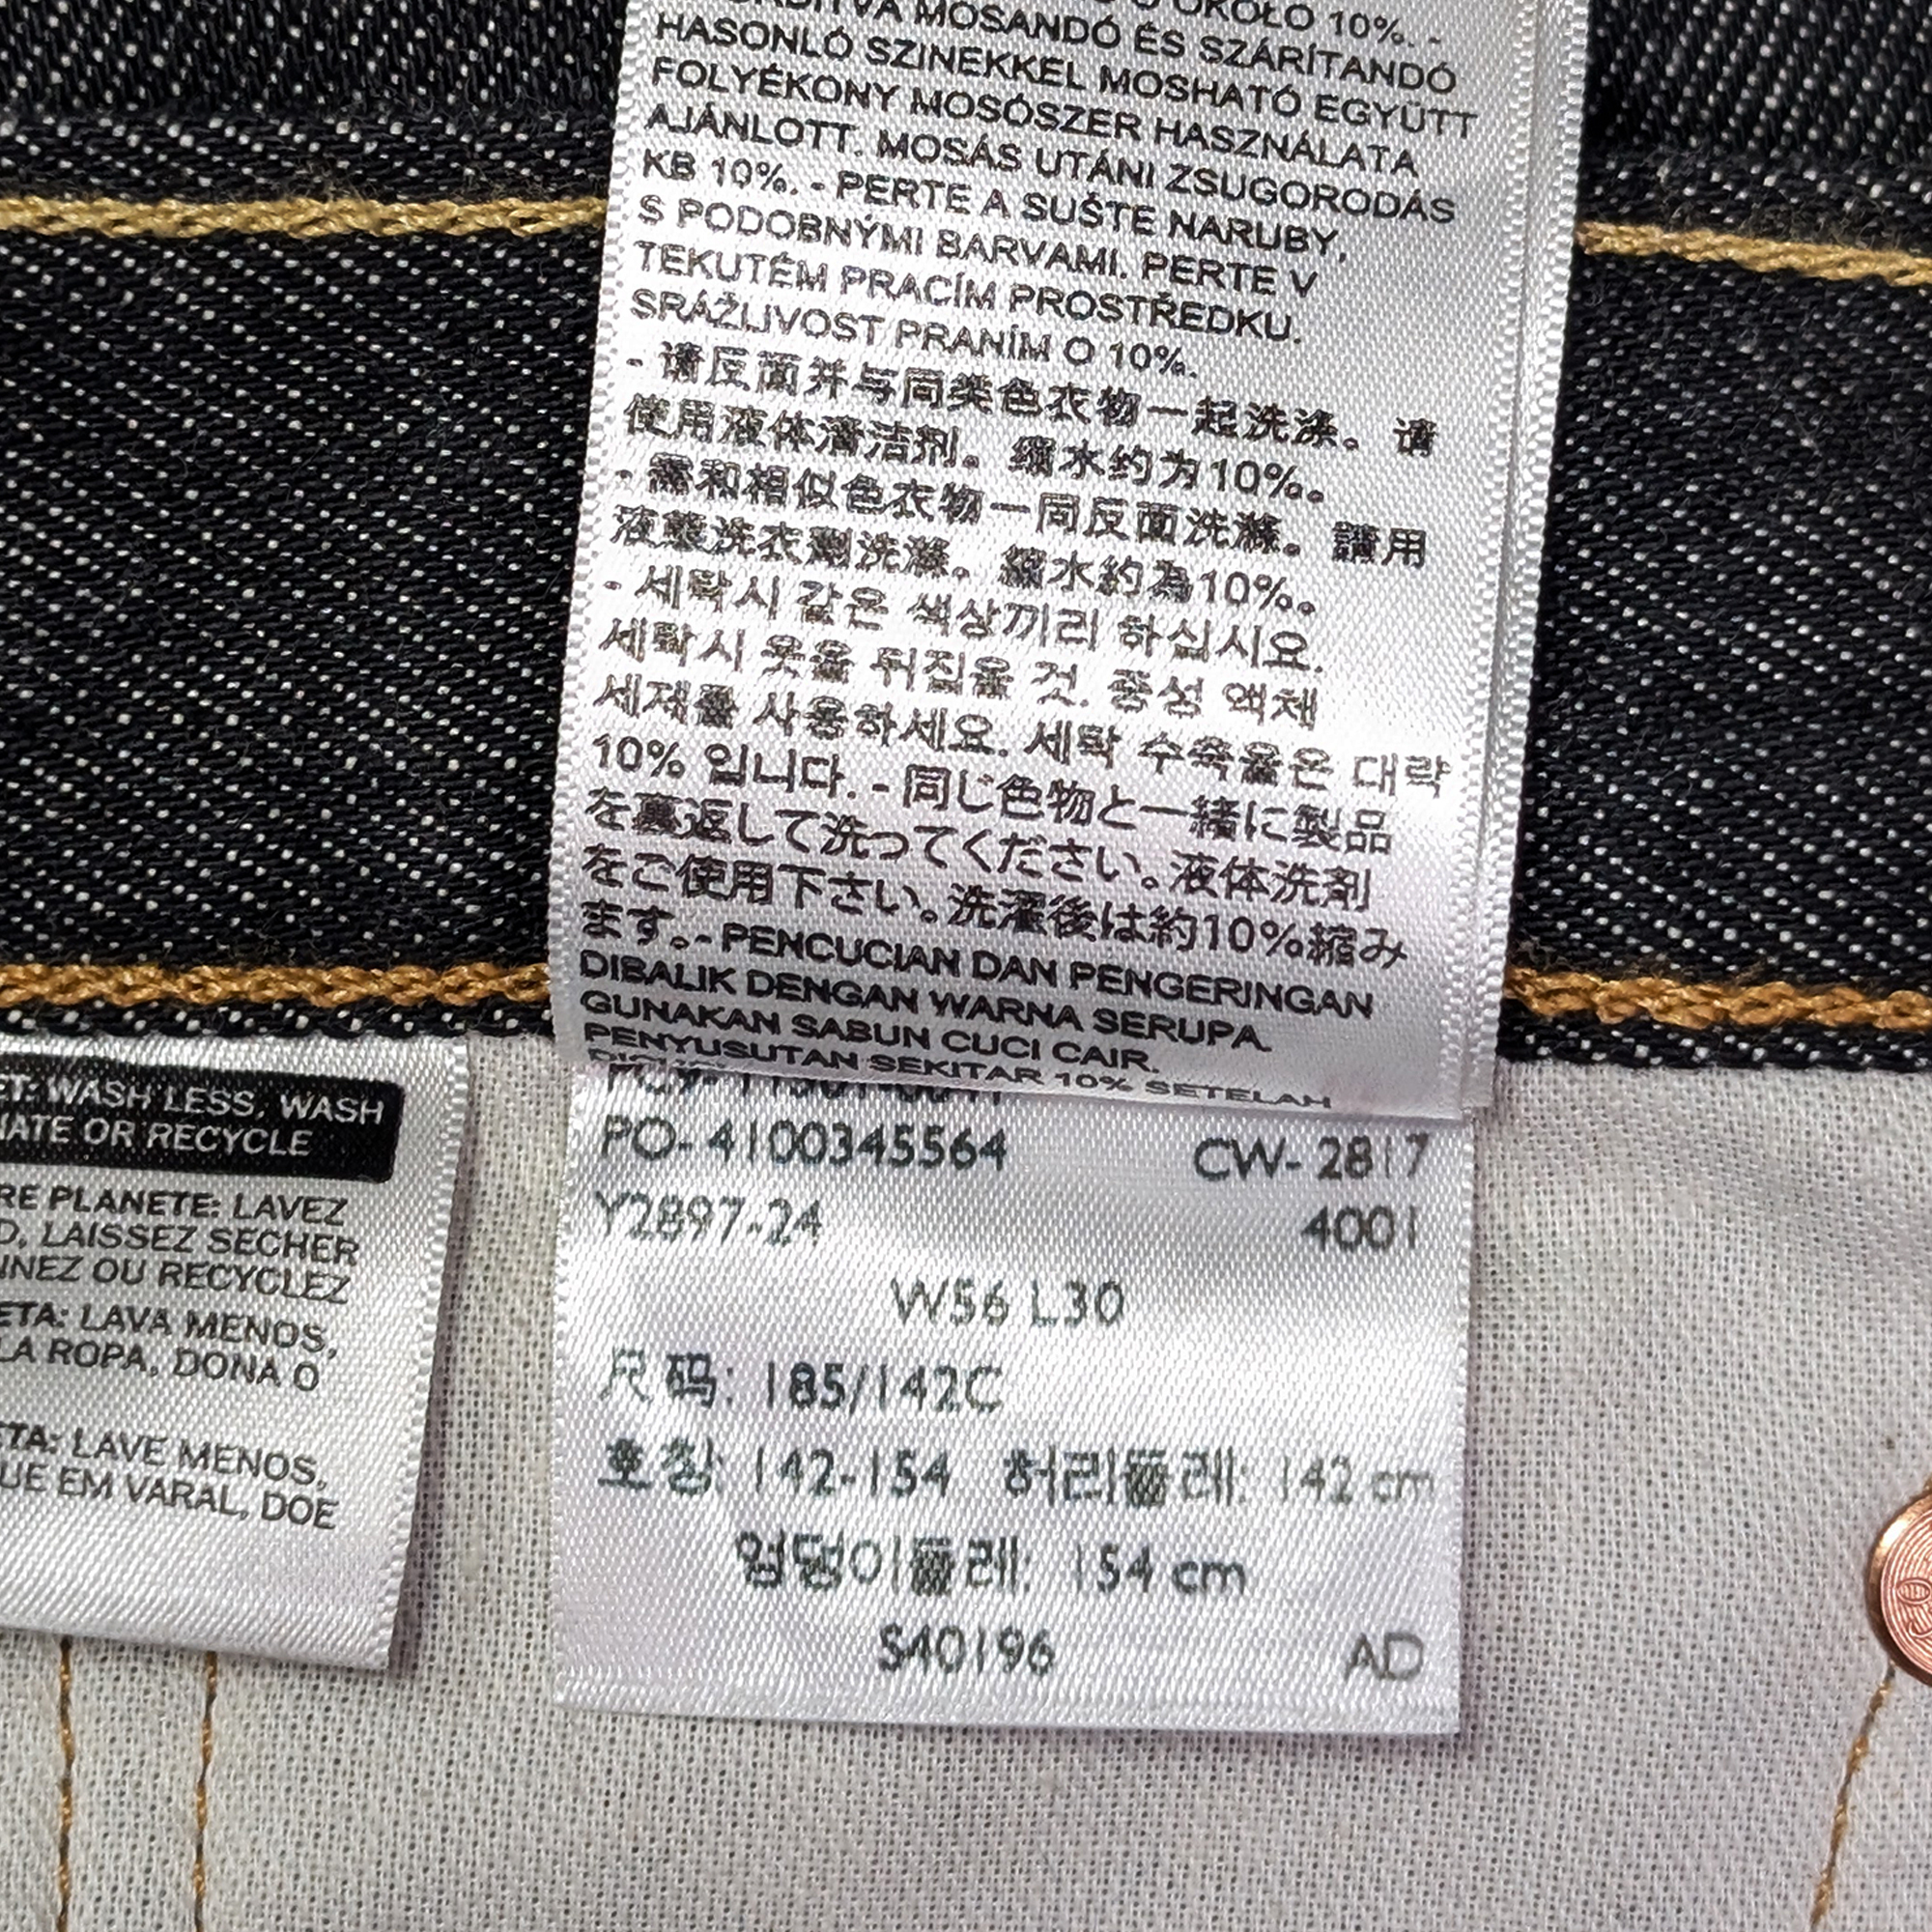 OKOŁO 10%. -
MOSANDÓ ÉS SZÁRÍTANDÓ
HASONLÓ SZINEKKEL MOSHATÓ EGYÜTT
FOLYÉKONY MOSÓSZER HASZNÁLATA
AJÁNLOTT. MOSÁS UTÁNI ZSUGORODÁS
KB 10%. - PERTE A SUŠTE NARUBY,
S PODOBNÝMI BARVAMI. PERTE V
TEKUTÉM PRACÍM PROSTŘEDKU.
SRÁŽLIVOST PRANÍM O 10%.
- 请反面并与同类色衣物一起洗涤。请
使用液体清洁剂。缩水约为10%。
- 需和相似色衣物一同反面洗滌。請用
液態洗衣劑洗滌。縮水約為10%。
- 세탁시 같은 색상끼리 하십시요.
세탁시 옷을 뒤집을 것. 중성 액체
세제를 사용하세요. 세탁 수축율은 대략
10% 입니다. - 同じ色物と一緒に製品
を裏返して洗ってください。液体洗剤
をご使用下さい。洗濯後は約10%縮み
ます。- PENCUCIAN DAN PENGERINGAN
DIBALIK DENGAN WARNA SERUPA.
GUNAKAN SABUN CUCI CAIR.
PENYUSUTAN SEKITAR 10% SETELAH
PO- 4100345564 CW- 2817
Y2897-24 4001
W56 L30
尺码: 185/142C
호칭: 142-154 허리둘레: 142 cm
엉덩이둘레: 154 cm
S40196 AD
WASH LESS, WASH
OR RECYCLE
PLANETE: LAVEZ
LAISSEZ SECHER
OU RECYCLEZ
LAVA MENOS,
LA ROPA, DONA O
LAVE MENOS,
EM VARAL, DOE